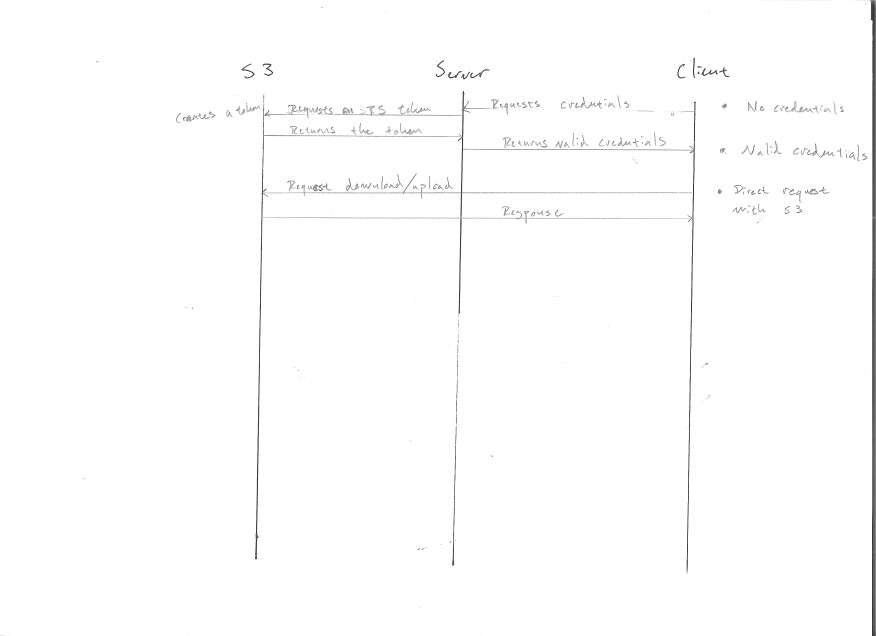 S3
Server
Client
Creates a token
Requests an STS token
Requests credentials
• No credentials
Returns the token
Returns valid credentials
• Valid credentials
Request download/upload
• Direct request
with S3
Response